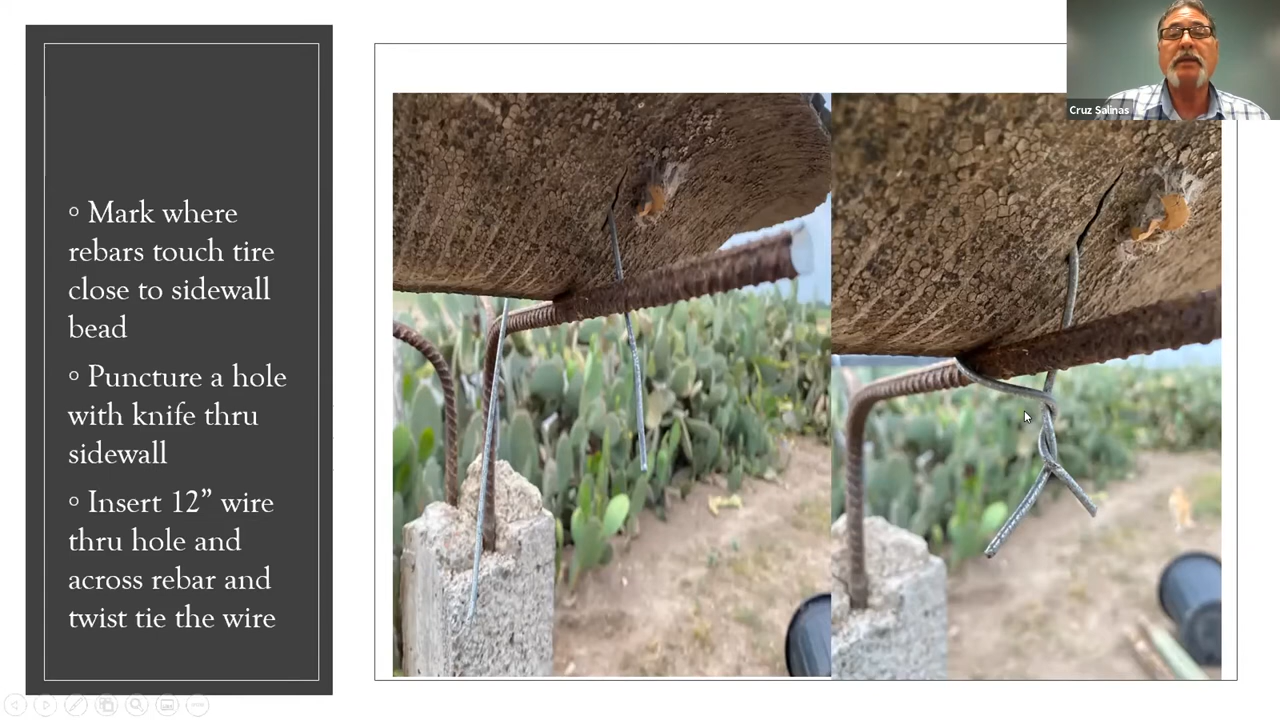 Cruz Salinas
○ Mark where
rebars touch tire
close to sidewall
bead
○ Puncture a hole
with knife thru
sidewall
○ Insert 12” wire
thru hole and
across rebar and
twist tie the wire